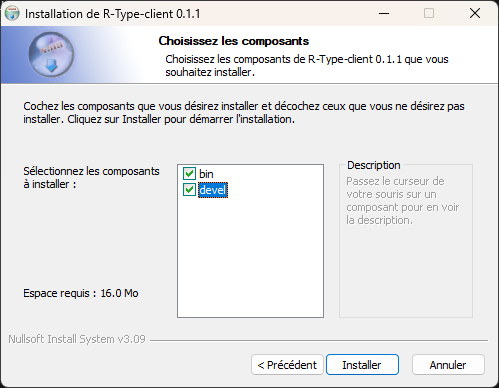 Installation de R-Type-client 0.1.1
Choisissez les composants
Choisissez les composants de R-Type-client 0.1.1 que vous
souhaitez installer.
Cochez les composants que vous désirez installer et décochez ceux que vous ne désirez pas
installer. Cliquez sur Installer pour démarrer l'installation.
Sélectionnez les composants
à installer :
bin
devel
Description
Passez le curseur de
votre souris sur un
composant pour en voir
la description.
Espace requis : 16.0 Mo
Nullsoft Install System v3.09
< Précédent
Installer
Annuler